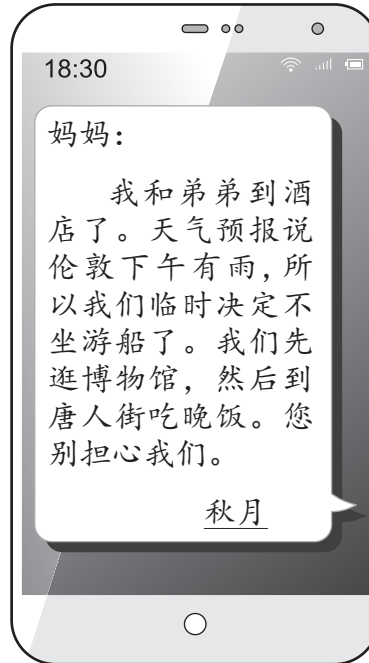 18:30
妈妈：
我和弟弟到酒
店了。天气预报说
伦敦下午有雨，所
以我们临时决定不
坐游船了。我们先
逛博物馆，然后到
唐人街吃晚饭。您
别担心我们。
秋月